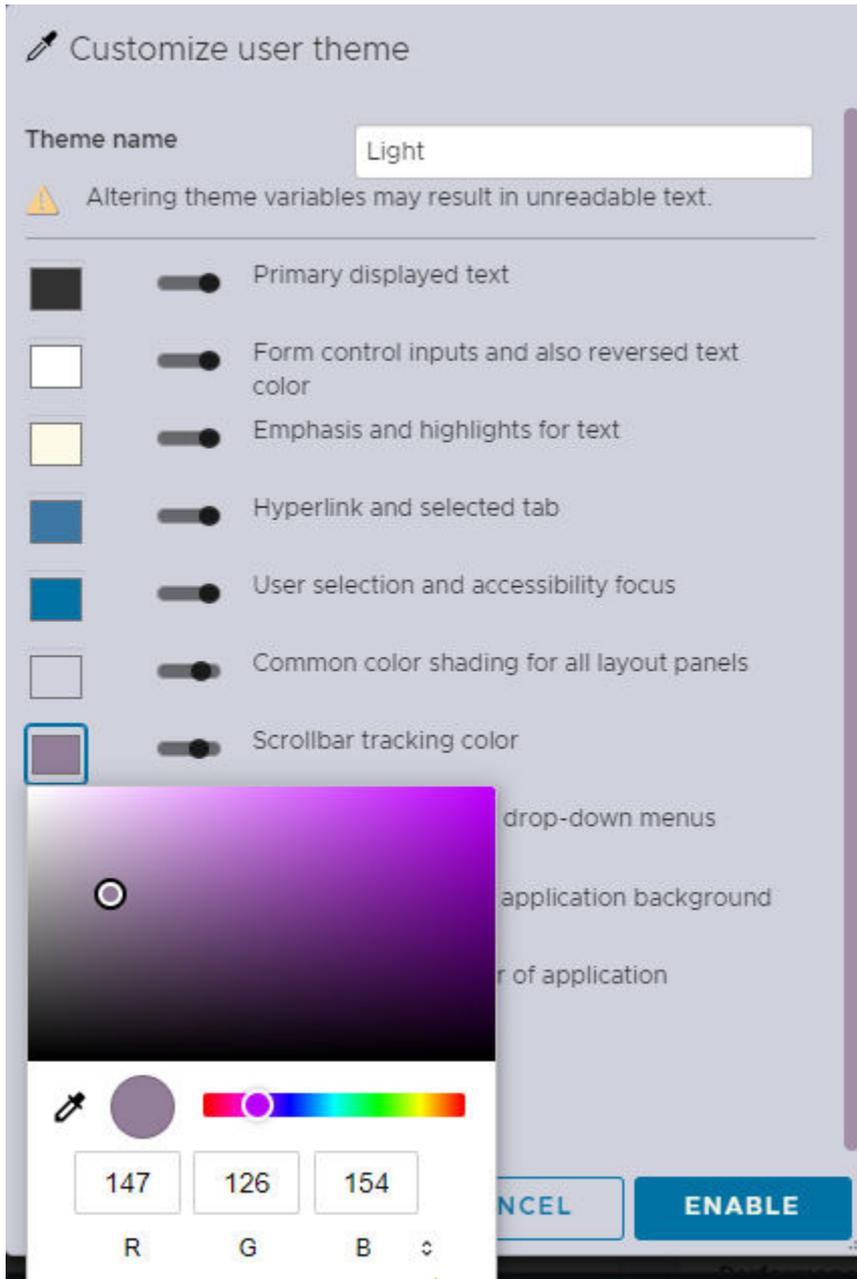 Customize user theme
Theme name
Light
Altering theme variables may result in unreadable text.
Primary displayed text
Form control inputs and also reversed text
color
Emphasis and highlights for text
Hyperlink and selected tab
User selection and accessibility focus
Common color shading for all layout panels
Scrollbar tracking color
drop-down menus
application background
r of application
147 126 154
R G B
NCEL
ENABLE